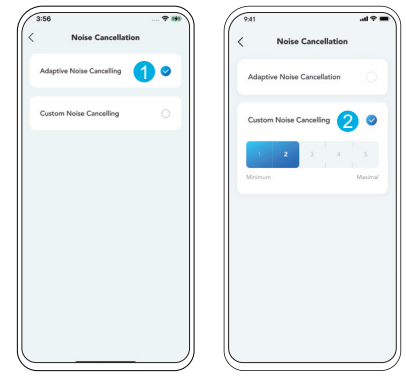 3:56
Noise Cancellation
Adaptive Noise Cancelling
1
Custom Noise Cancelling
9:41
Noise Cancellation
Adaptive Noise Cancellation
Custom Noise Cancelling
2
1 2 3 4 5
Minimum Maximal